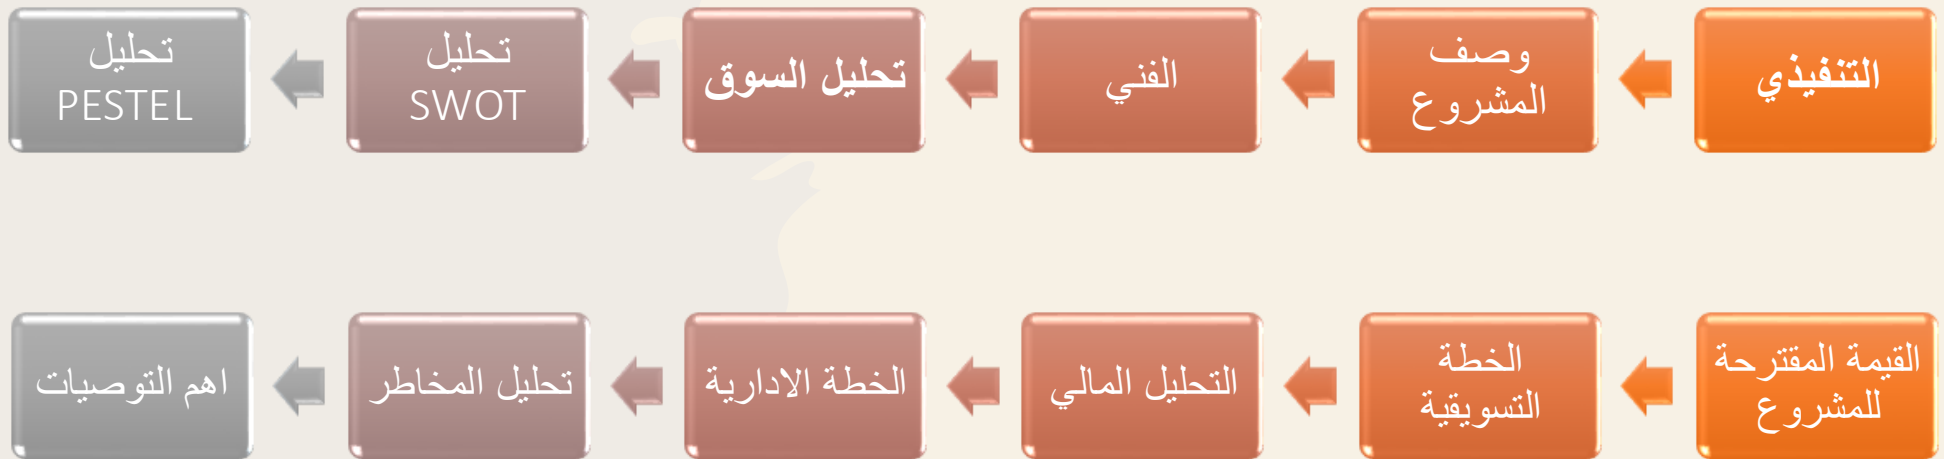 التنفيذي
وصف
المشروع
الفني
تحليل السوق
تحليل
SWOT
تحليل
PESTEL
القيمة المقترحة
للمشروع
الخطة
التسويقية
التحليل المالي
الخطة الادارية
تحليل المخاطر
اهم التوصيات